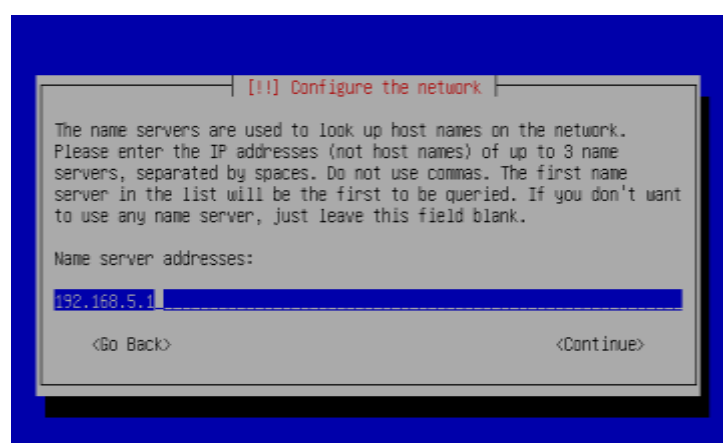 [!!] Configure the network
The name servers are used to look up host names on the network.
Please enter the IP addresses (not host names) of up to 3 name
servers, separated by spaces. Do not use commas. The first name
server in the list will be the first to be queried. If you don't want
to use any name server, just leave this field blank.
Name server addresses:
192.168.5.1
<Go Back> <Continue>